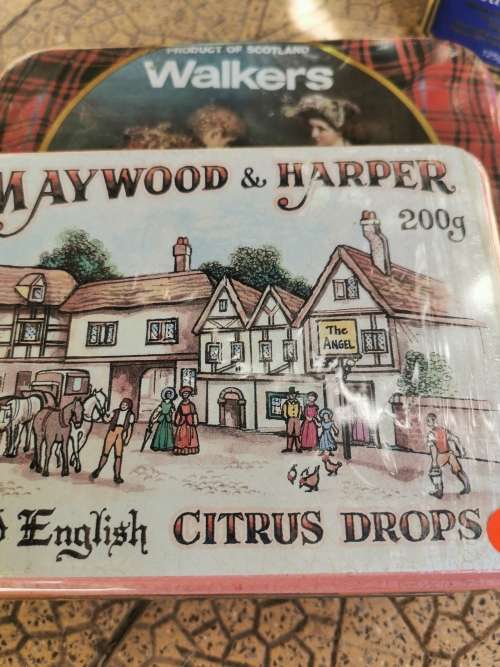 PRODUCT OF SCOTLAND
Walkers
MAYWOOD & HARPER
200g
The
ANGEL
English CITRUS DROPS